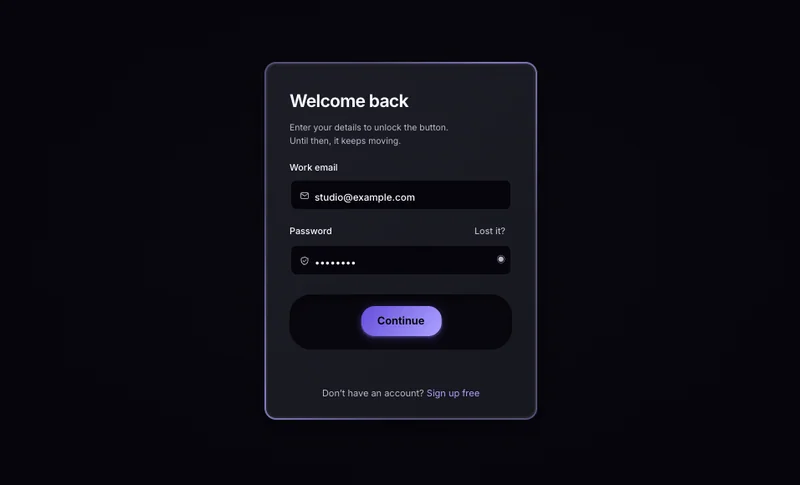 Welcome back
Enter your details to unlock the button.
Until then, it keeps moving.
Work email
studio@example.com
Password Lost it?
••••••••
Continue
Don't have an account? Sign up free